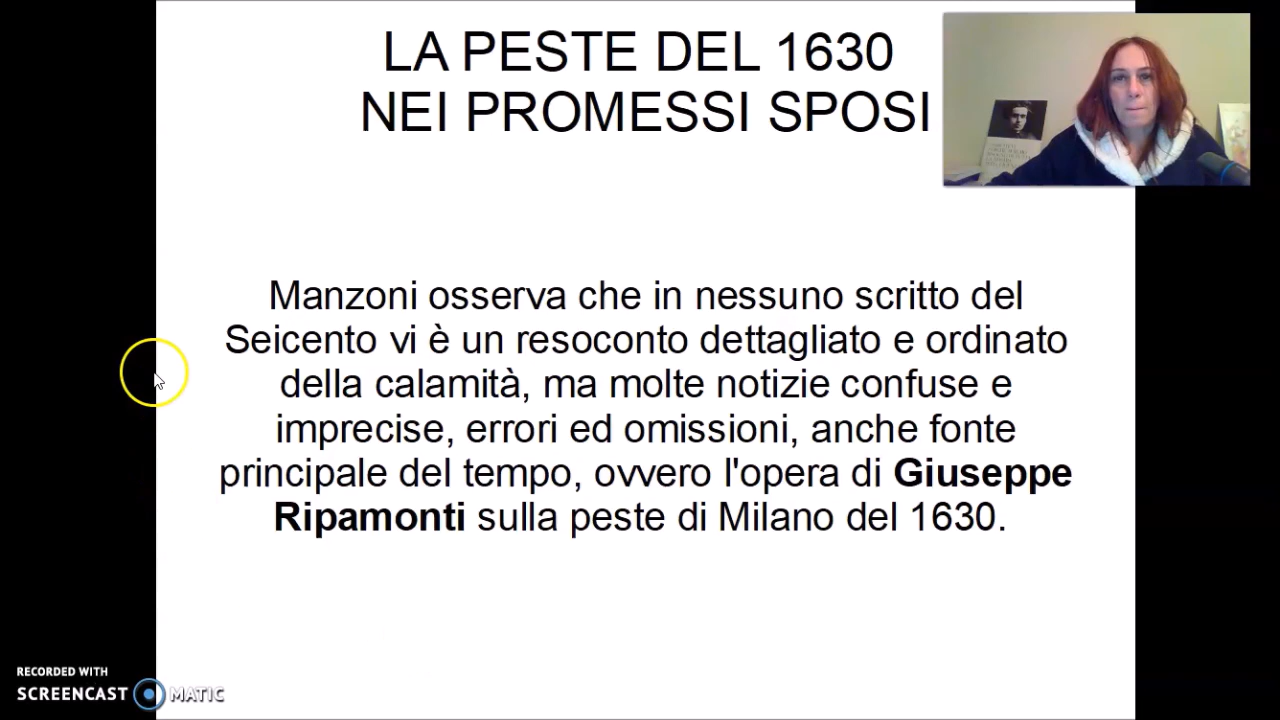 LA PESTE DEL 1630
NEI PROMESSI SPOSI
Manzoni osserva che in nessuno scritto del
Seicento vi è un resoconto dettagliato e ordinato
della calamità, ma molte notizie confuse e
imprecise, errori ed omissioni, anche fonte
principale del tempo, ovvero l'opera di Giuseppe
Ripamonti sulla peste di Milano del 1630.
RECORDED WITH
SCREENCAST MATIC